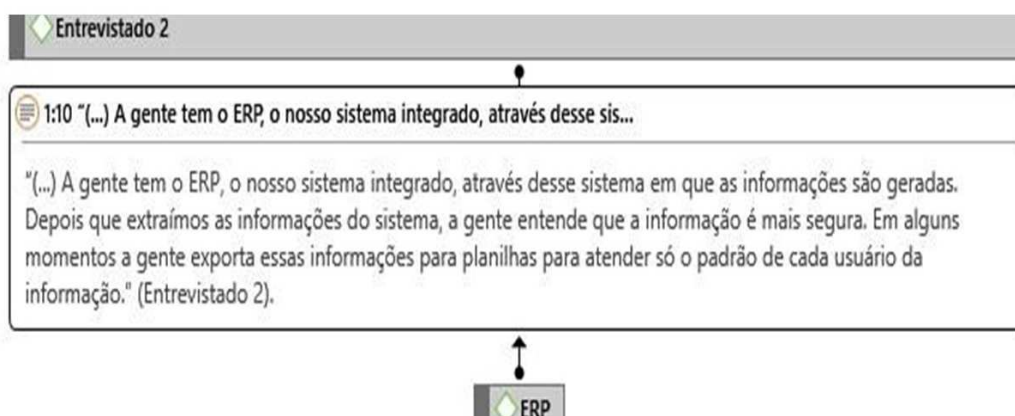 Entrevistado 2
1:10 "(...) A gente tem o ERP, o nosso sistema integrado, através desse sis...
"(...) A gente tem o ERP, o nosso sistema integrado, através desse sistema em que as informações são geradas.
Depois que extraímos as informações do sistema, a gente entende que a informação é mais segura. Em alguns
momentos a gente exporta essas informações para planilhas para atender só o padrão de cada usuário da
informação." (Entrevistado 2).
ERP